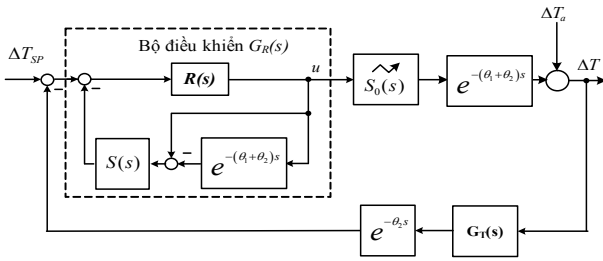 ΔT_a
Bộ điều khiển G_R(s)
ΔT_SP
R(s)
u
S_0(s)
e^{-(θ_1+θ_2)s}
ΔT
−
−
S(s)
−
e^{-(θ_1+θ_2)s}
e^{-θ_2 s}
G_T(s)